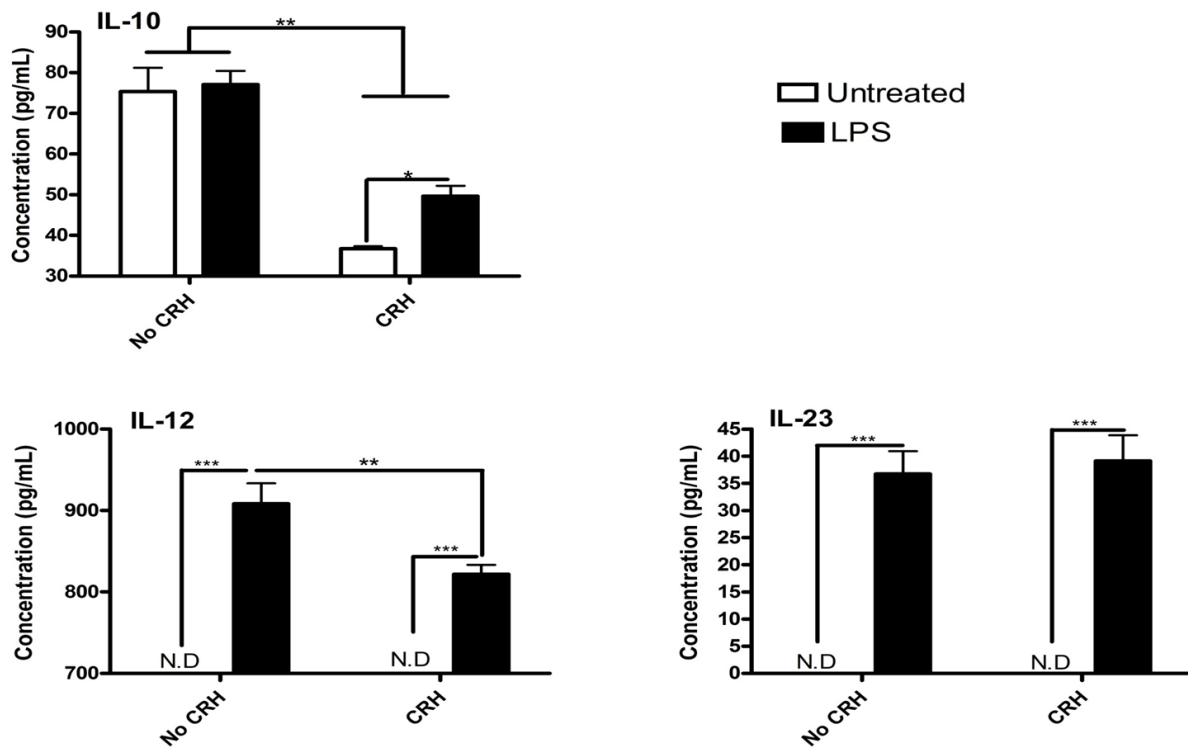 IL-10
Concentration (pg/mL)
90
80
70
60
50
40
30
**
*
No CRH
CRH
Untreated
LPS
IL-12
Concentration (pg/mL)
1000
900
800
700
***
**
***
N.D
N.D
No CRH
CRH
IL-23
Concentration (pg/mL)
45
40
35
30
25
20
15
10
5
0
***
***
N.D
N.D
No CRH
CRH